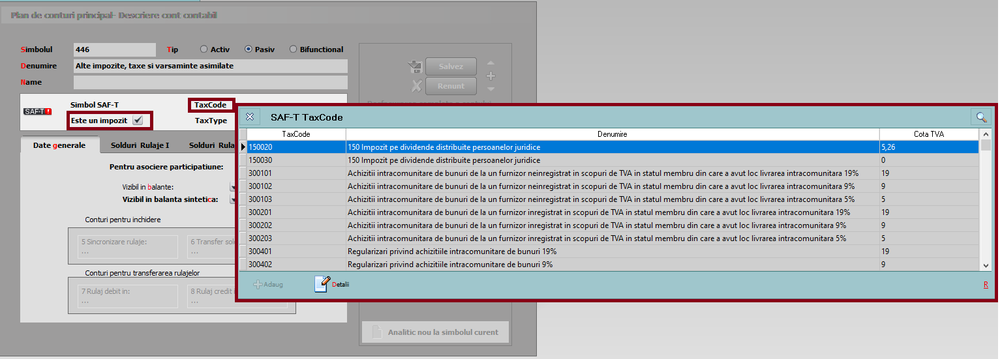 Plan de conturi principal- Descriere cont contabil
Simbolul 446 Tip Activ Pasiv Bifunctional
Denumire Alte impozite, taxe si varsaminte asimilate
Name
Salvez
Renunt
SAF-T ! Simbol SAF-T TaxCode
Este un impozit TaxType
Date generale Solduri Rulaje I Solduri Rula
Pentru asociere participatiune:
Vizibil in balante:
Vizibil in balanta sintetica:
Conturi pentru inchidere
5 Sincronizare rulaje: 6 Transfer sol
... ...
Conturi pentru transferarea rulajelor
7 Rulaj debit in: 8 Rulaj credit i
... ...
Analitic nou la simbolul curent
SAF-T TaxCode
TaxCode Denumire Cota TVA
150020 150 Impozit pe dividende distribuite persoanelor juridice 5,26
150030 150 Impozit pe dividende distribuite persoanelor juridice 0
300101 Achizitii intracomunitare de bunuri de la un furnizor neinregistrat in scopuri de TVA in statul membru din care a avut loc livrarea intracomunitara 19% 19
300102 Achizitii intracomunitara de bunuri de la un furnizor neinregistrat in scopuri de TVA in statul membru din care a avut loc livrarea intracomunitara 9% 9
300103 Achizitii intracomunitara de bunuri de la un furnizor neinregistrat in scopuri de TVA in statul membru din care a avut loc livrarea intracomunitara 5% 5
300201 Achizitii intracomunitara de bunuri de la un furnizor inregistrat in scopuri de TVA in statul membru din care a avut loc livrarea intracomunitara 19% 19
300202 Achizitii intracomunitara de bunuri de la un furnizor inregistrat in scopuri de TVA in statul membru din care a avut loc livrarea intracomunitara 9% 9
300203 Achizitii intracomunitara de bunuri de la un furnizor inregistrat in scopuri de TVA in statul membru din care a avut loc livrarea intracomunitara 5% 5
300401 Regularizari privind achizitiile intracomunitare de bunuri 19% 19
300402 Regularizari privind achizitiile intracomunitare de bunuri 9% 9
Adaug Detalii R